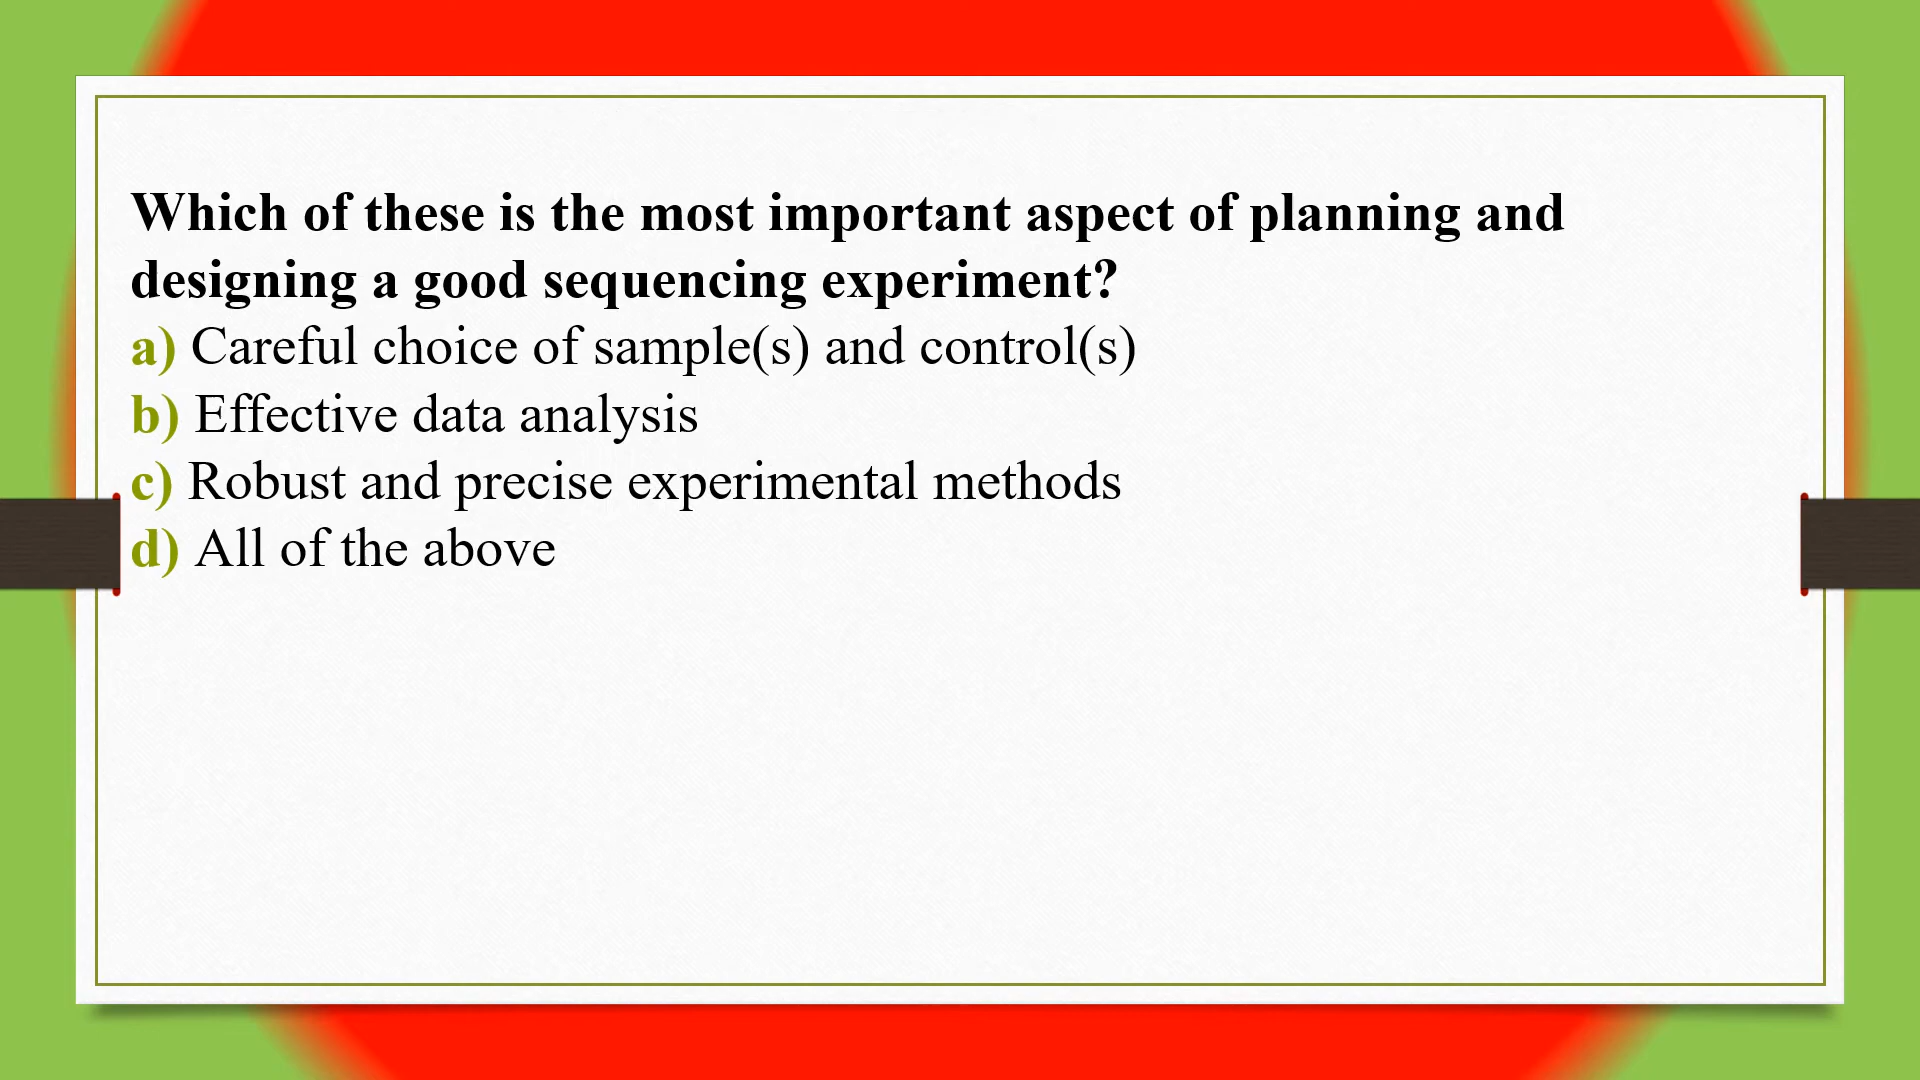 Which of these is the most important aspect of planning and
designing a good sequencing experiment?
a) Careful choice of sample(s) and control(s)
b) Effective data analysis
c) Robust and precise experimental methods
d) All of the above